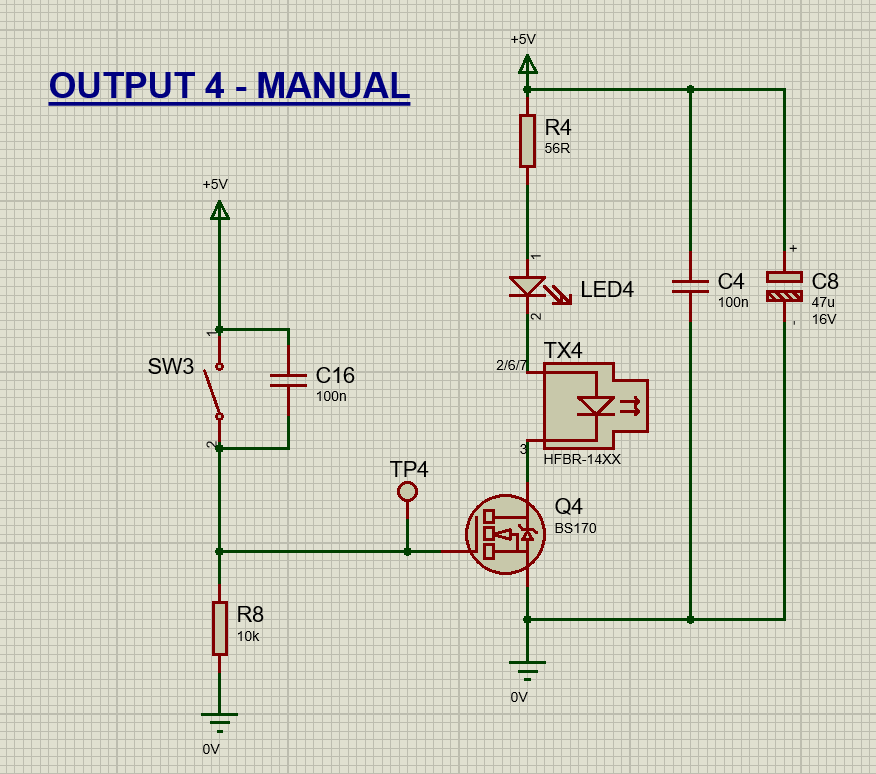 OUTPUT 4 - MANUAL
+5V
R4
56R
+5V
1
LED4
2
C4
100n
+
C8
47u
16V
-
1
SW3
2
C16
100n
TX4
2/6/7
3
HFBR-14XX
TP4
Q4
BS170
R8
10k
0V
0V